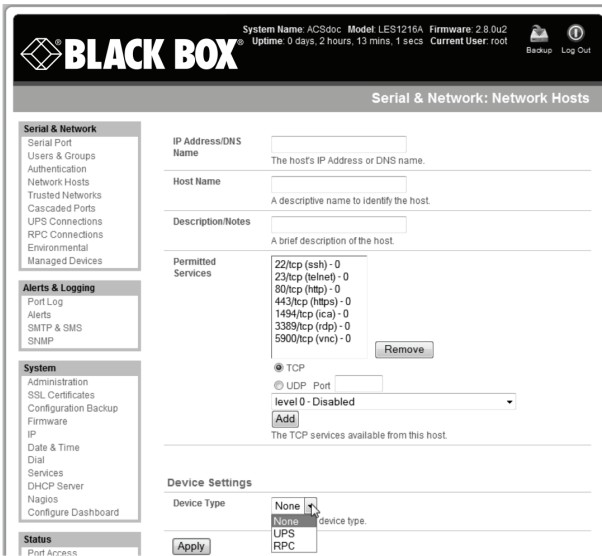 System Name: ACSdoc Model: LES1216A Firmware: 2.8.0u2
Uptime: 0 days, 2 hours, 13 mins, 1 secs Current User: root
Backup Log Out
BLACK BOX®
Serial & Network: Network Hosts
Serial & Network
Serial Port
Users & Groups
Authentication
Network Hosts
Trusted Networks
Cascaded Ports
UPS Connections
RPC Connections
Environmental
Managed Devices
Alerts & Logging
Port Log
Alerts
SMTP & SMS
SNMP
System
Administration
SSL Certificates
Configuration Backup
Firmware
IP
Date & Time
Dial
Services
DHCP Server
Nagios
Configure Dashboard
Status
Port Access
IP Address/DNS
Name
The host's IP Address or DNS name.
Host Name
A descriptive name to identify the host.
Description/Notes
A brief description of the host.
Permitted
Services
22/tcp (ssh) - 0
23/tcp (telnet) - 0
80/tcp (http) - 0
443/tcp (https) - 0
1494/tcp (ica) - 0
3389/tcp (rdp) - 0
5900/tcp (vnc) - 0
Remove
TCP
UDP Port
level 0 - Disabled
Add
The TCP services available from this host.
Device Settings
Device Type
None
None device type.
UPS
RPC
Apply